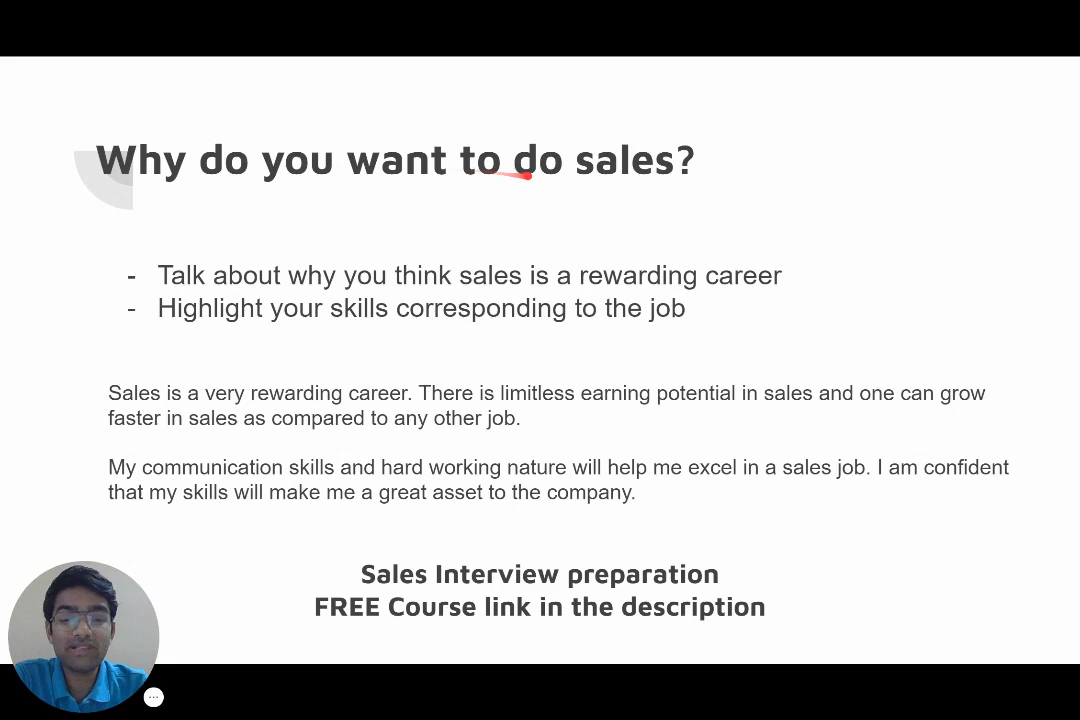 Why do you want to do sales?
- Talk about why you think sales is a rewarding career
- Highlight your skills corresponding to the job
Sales is a very rewarding career. There is limitless earning potential in sales and one can grow
faster in sales as compared to any other job.
My communication skills and hard working nature will help me excel in a sales job. I am confident
that my skills will make me a great asset to the company.
Sales Interview preparation
FREE Course link in the description